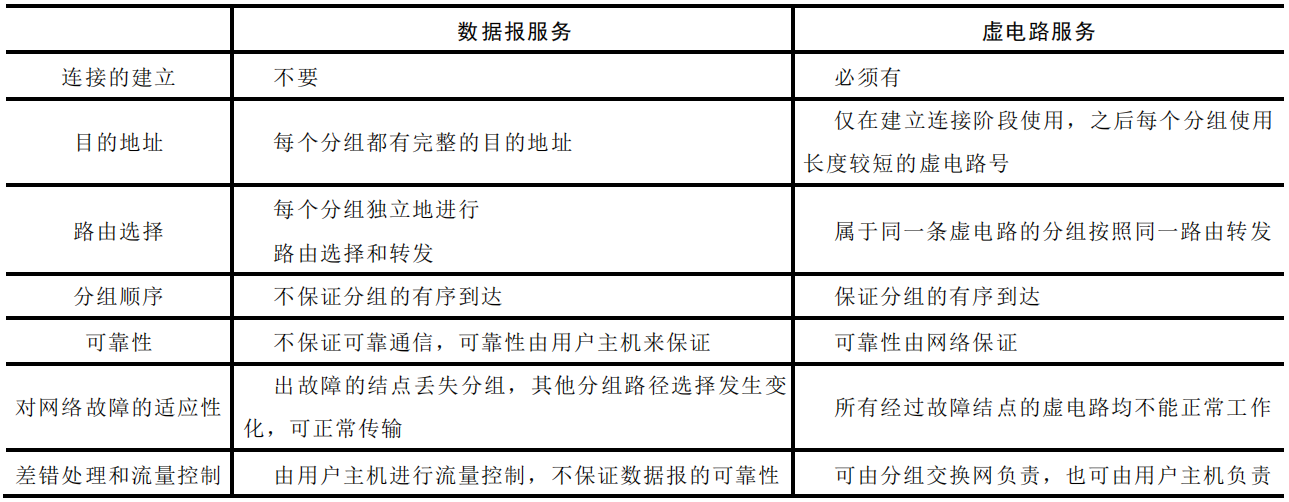 数据报服务
虚电路服务
连接的建立
不要
必须有
目的地址
每个分组都有完整的目的地址
仅在建立连接阶段使用，之后每个分组使用
长度较短的虚电路号
路由选择
每个分组独立地进行
路由选择和转发
属于同一条虚电路的分组按照同一路由转发
分组顺序
不保证分组的有序到达
保证分组的有序到达
可靠性
不保证可靠通信，可靠性由用户主机来保证
可靠性由网络保证
对网络故障的适应性
出故障的结点丢失分组，其他分组路径选择发生变
化，可正常传输
所有经过故障结点的虚电路均不能正常工作
差错处理和流量控制
由用户主机进行流量控制，不保证数据报的可靠性
可由分组交换网负责，也可由用户主机负责